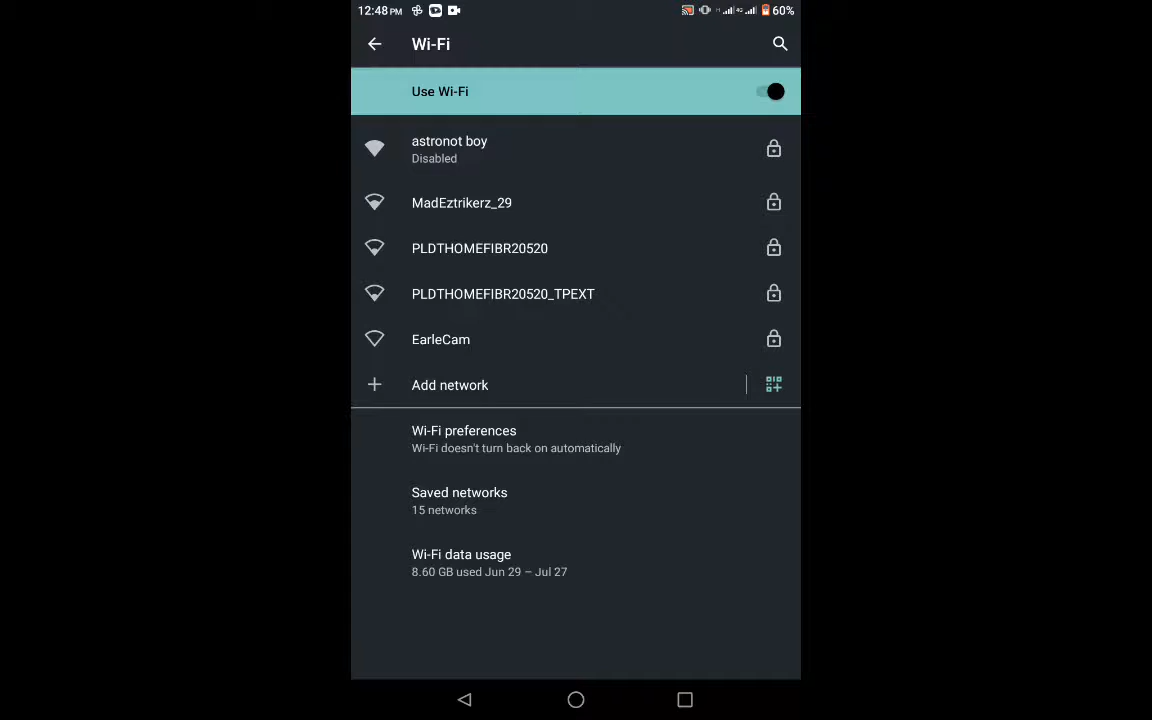 12:48 PM 60%
Wi-Fi
Use Wi-Fi
astronot boy
Disabled
MadEztrikerz_29
PLDTHOMEFIBR20520
PLDTHOMEFIBR20520_TPEXT
EarleCam
Add network
Wi-Fi preferences
Wi-Fi doesn't turn back on automatically
Saved networks
15 networks
Wi-Fi data usage
8.60 GB used Jun 29 – Jul 27